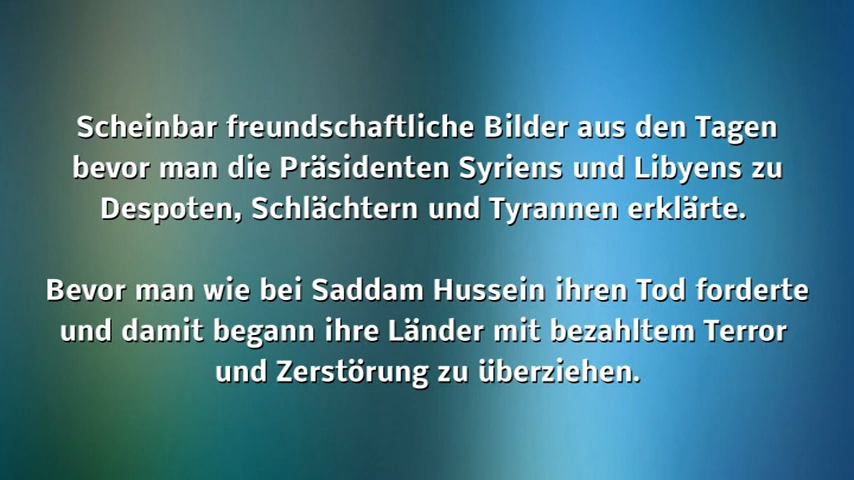 Scheinbar freundschaftliche Bilder aus den Tagen
bevor man die Präsidenten Syriens und Libyens zu
Despoten, Schlächtern und Tyrannen erklärte.
Bevor man wie bei Saddam Hussein ihren Tod forderte
und damit begann ihre Länder mit bezahltem Terror
und Zerstörung zu überziehen.